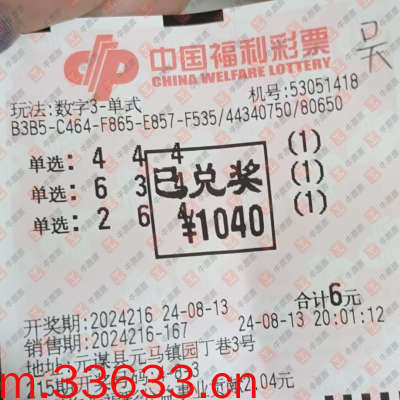 吴
中国福利彩票
CHINA WELFARE LOTTERY
玩法:数字3-单式
机号:53051418
B3B5-C464-F865-E857-F535/44340750/80650
单选: 4 4 4 (1)
单选: 6 3 (1)
单选: 2 6 4 (1)
已兑奖
¥1040
合计6元
开奖期:2024216 24-08-13
销售期:2024216-167 24-08-13 20:01:12
地址:元谋县元马镇园丁巷3号
m.33633.cn